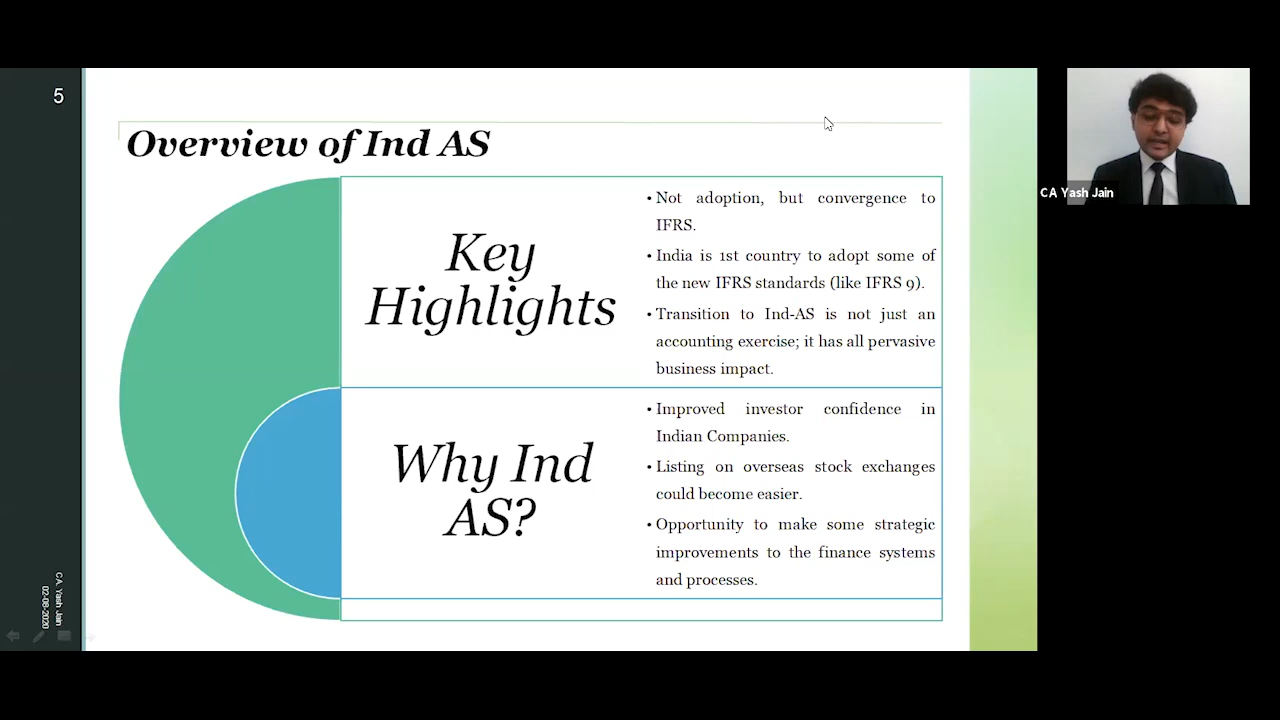 5
Overview of Ind AS
Key
Highlights
• Not adoption, but convergence to
IFRS.
• India is 1st country to adopt some of
the new IFRS standards (like IFRS 9).
• Transition to Ind-AS is not just an
accounting exercise; it has all pervasive
business impact.
Why Ind
AS?
• Improved investor confidence in
Indian Companies.
• Listing on overseas stock exchanges
could become easier.
• Opportunity to make some strategic
improvements to the finance systems
and processes.
CA Yash Jain
02-08-2020
CA Yash Jain